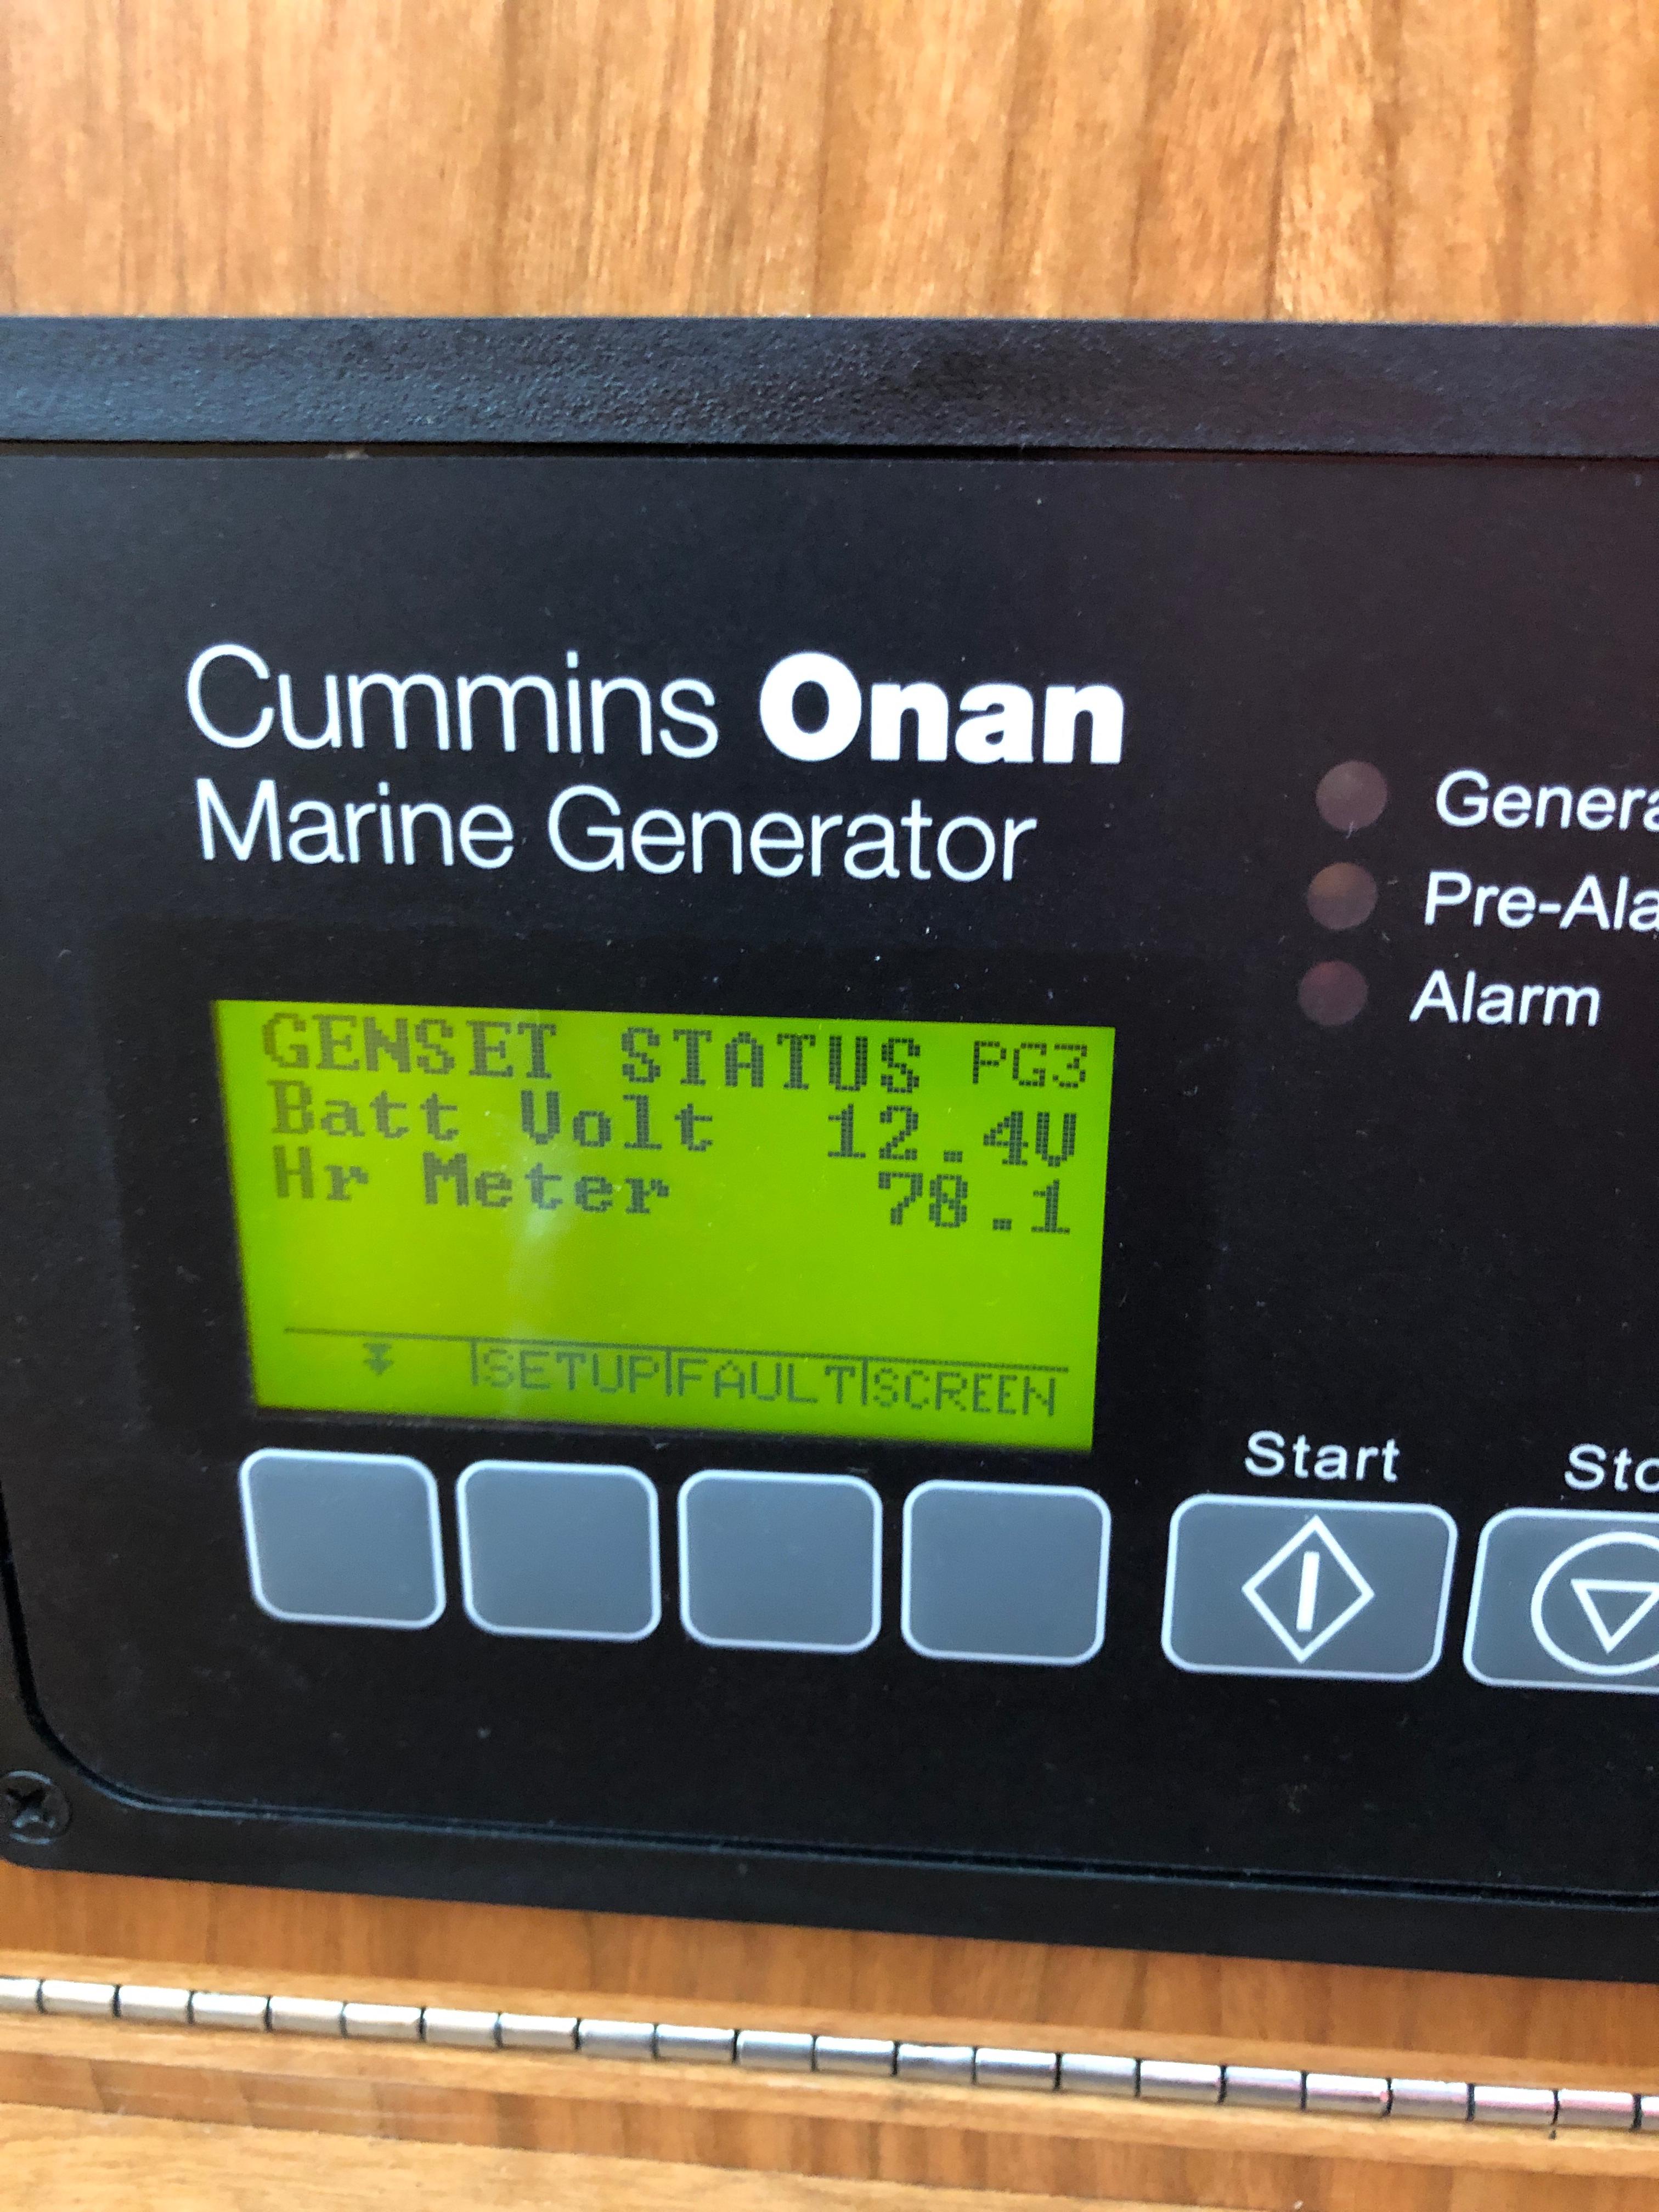 Cummins Onan
Marine Generator
Pre-Ala
Alarm
GENSET STATUS PG3
Batt Volt 12.4V
Hr Meter 78.1
SETUP FAULT SCREEN
Start